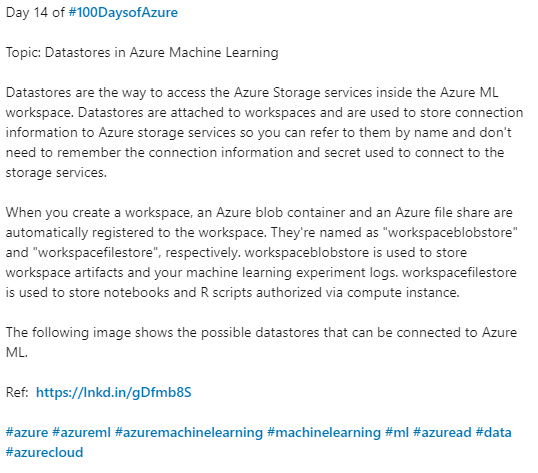 Day 14 of #100DaysofAzure
Topic: Datastores in Azure Machine Learning
Datastores are the way to access the Azure Storage services inside the Azure ML
workspace. Datastores are attached to workspaces and are used to store connection
information to Azure storage services so you can refer to them by name and don't
need to remember the connection information and secret used to connect to the
storage services.
When you create a workspace, an Azure blob container and an Azure file share are
automatically registered to the workspace. They're named as "workspaceblobstore"
and "workspacefilestore", respectively. workspaceblobstore is used to store
workspace artifacts and your machine learning experiment logs. workspacefilestore
is used to store notebooks and R scripts authorized via compute instance.
The following image shows the possible datastores that can be connected to Azure
ML.
Ref: https://lnkd.in/gDfmb8S
#azure #azureml #azuremachinelearning #machinelearning #ml #azuread #data
#azurecloud